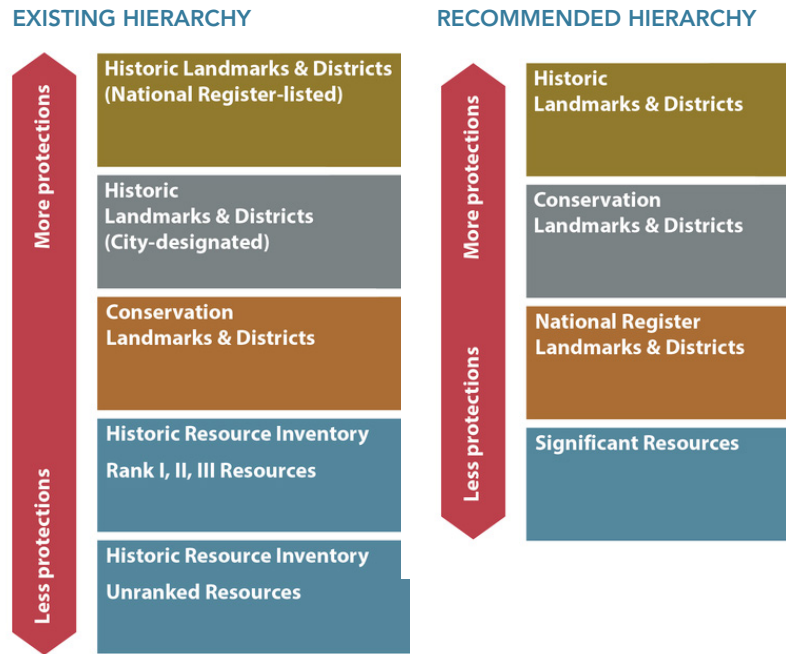 EXISTING HIERARCHY
More protections
Less protections
Historic Landmarks & Districts
(National Register-listed)
Historic
Landmarks & Districts
(City-designated)
Conservation
Landmarks & Districts
Historic Resource Inventory
Rank I, II, III Resources
Historic Resource Inventory
Unranked Resources
RECOMMENDED HIERARCHY
More protections
Less protections
Historic
Landmarks & Districts
Conservation
Landmarks & Districts
National Register
Landmarks & Districts
Significant Resources